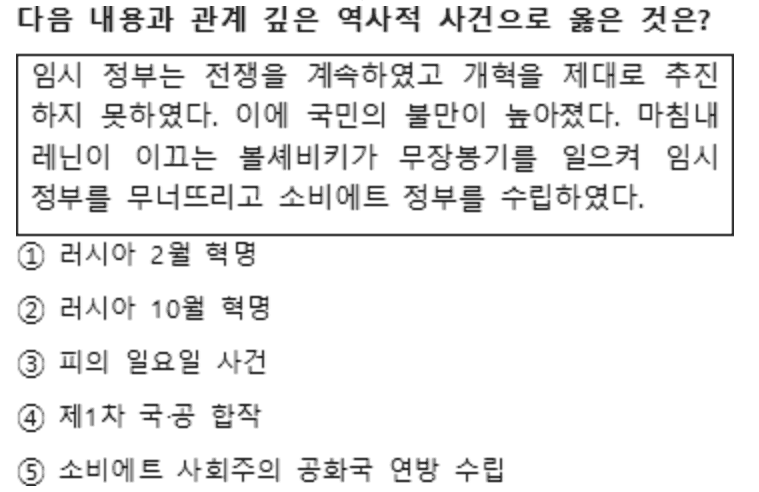 다음 내용과 관계 깊은 역사적 사건으로 옳은 것은?
임시 정부는 전쟁을 계속하였고 개혁을 제대로 추진
하지 못하였다. 이에 국민의 불만이 높아졌다. 마침내
레닌이 이끄는 볼셰비키가 무장봉기를 일으켜 임시
정부를 무너뜨리고 소비에트 정부를 수립하였다.
① 러시아 2월 혁명
② 러시아 10월 혁명
③ 피의 일요일 사건
④ 제1차 국·공 합작
⑤ 소비에트 사회주의 공화국 연방 수립